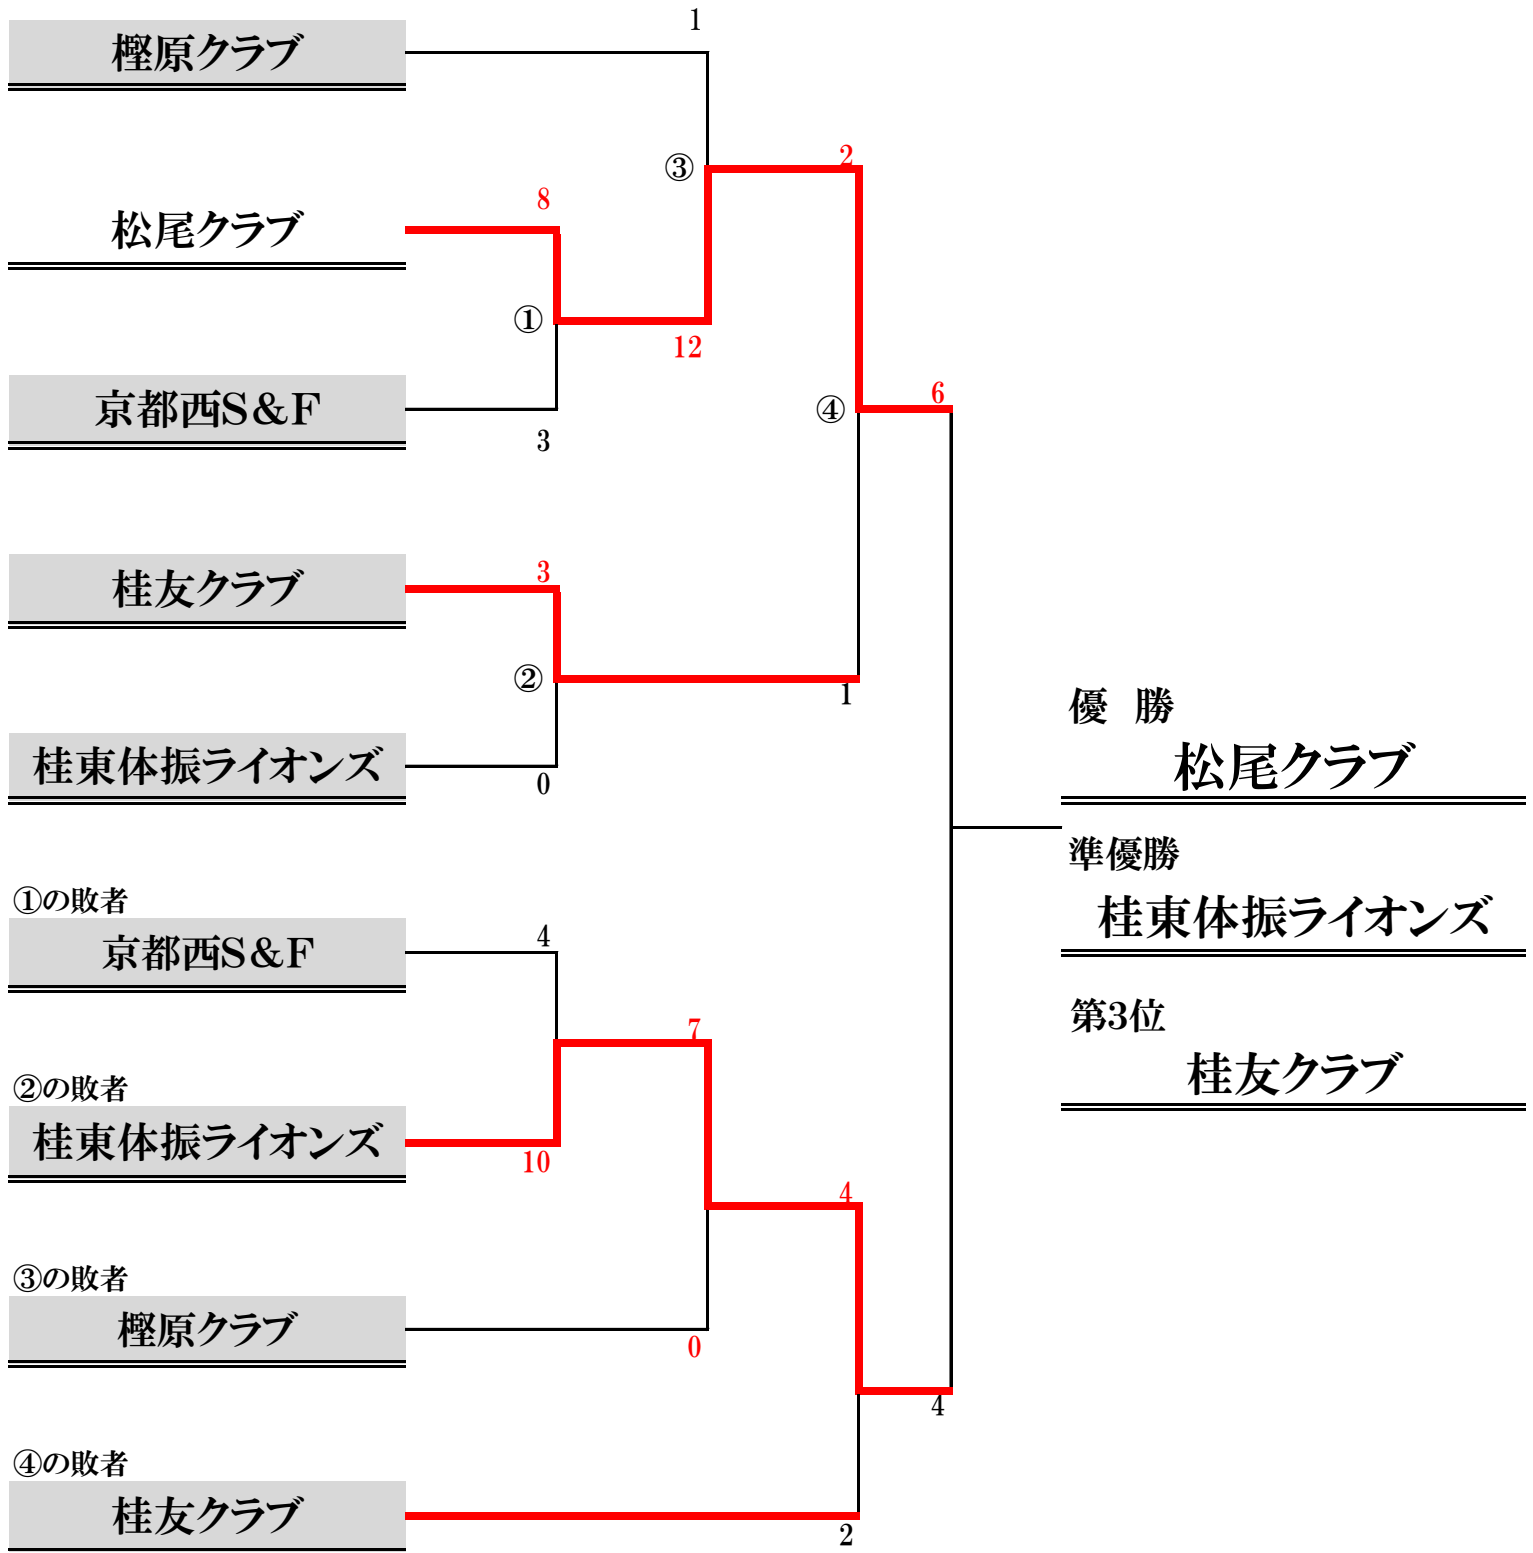 1
樫原クラブ
2
③
8
松尾クラブ
①
12
6
京都西S&F
④
3
3
桂友クラブ
②
1
優　勝
松尾クラブ
桂東体振ライオンズ
0
準優勝
桂東体振ライオンズ
①の敗者
4
京都西S&F
第3位
7
桂友クラブ
②の敗者
桂東体振ライオンズ
10
4
③の敗者
樫原クラブ
0
4
④の敗者
桂友クラブ
2